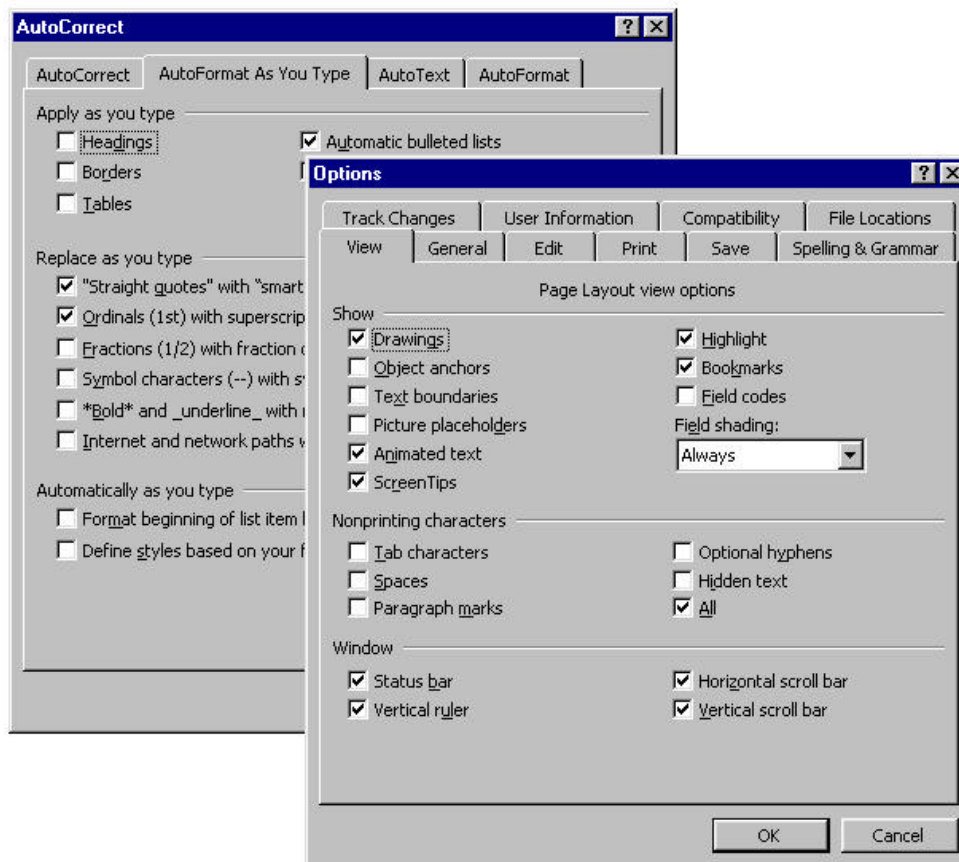 AutoCorrect
AutoCorrect AutoFormat As You Type AutoText AutoFormat
Apply as you type
Headings Automatic bulleted lists
Borders
Tables
Replace as you type
"Straight quotes" with “smart
Ordinals (1st) with superscrip
Fractions (1/2) with fraction
Symbol characters (--) with
*Bold* and _underline_ with
Internet and network paths
Automatically as you type
Format beginning of list item
Define styles based on your
Options
Track Changes User Information Compatibility File Locations
View General Edit Print Save Spelling & Grammar
Page Layout view options
Show
Drawings Highlight
Object anchors Bookmarks
Text boundaries Field codes
Picture placeholders Field shading:
Animated text Always
ScreenTips
Nonprinting characters
Tab characters Optional hyphens
Spaces Hidden text
Paragraph marks All
Window
Status bar Horizontal scroll bar
Vertical ruler Vertical scroll bar
OK Cancel